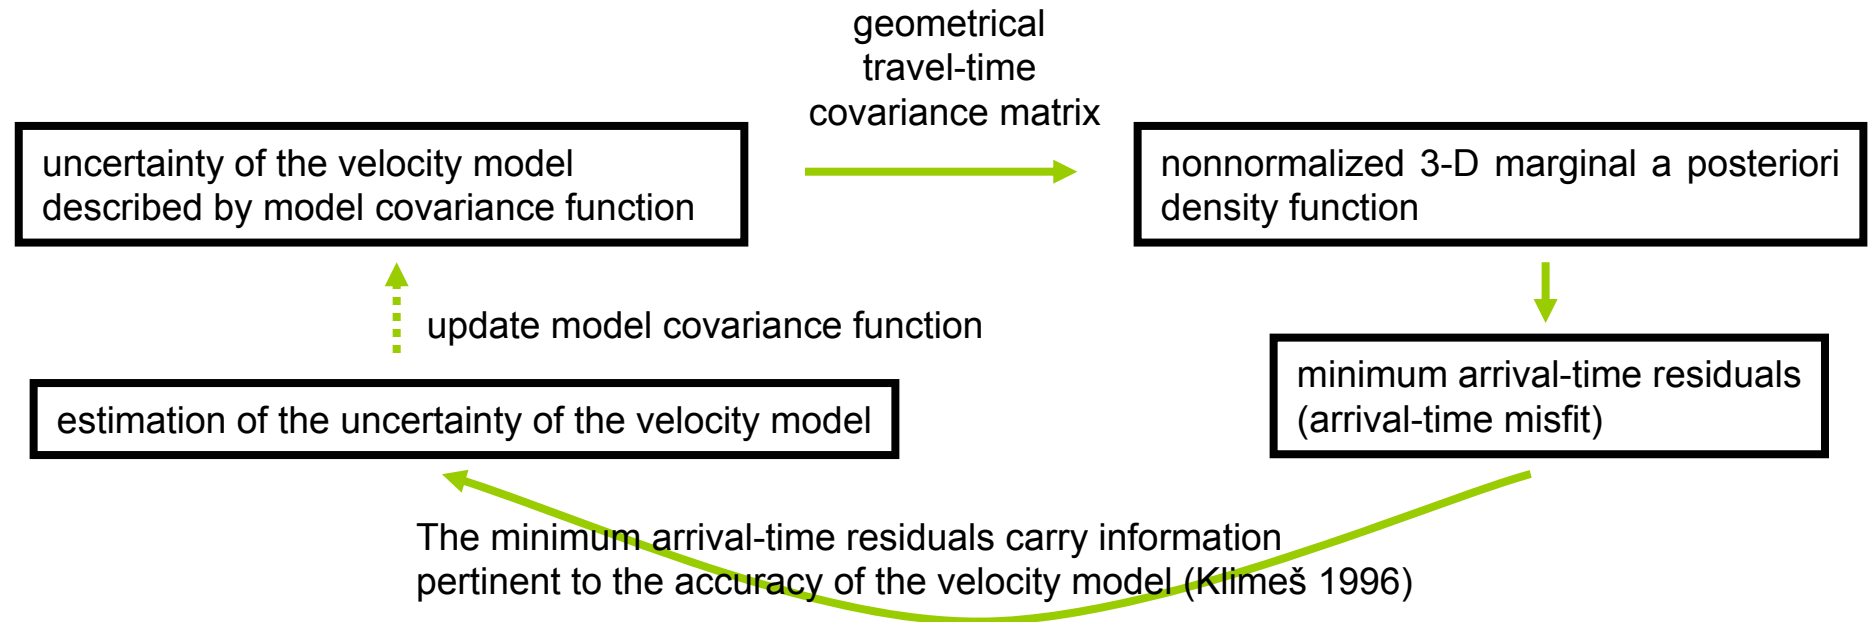 geometrical
travel-time
covariance matrix
uncertainty of the velocity model
described by model covariance function
nonnormalized 3-D marginal a posteriori
density function
update model covariance function
minimum arrival-time residuals
(arrival-time misfit)
estimation of the uncertainty of the velocity model
The minimum arrival-time residuals carry information
pertinent to the accuracy of the velocity model (Klimeš 1996)